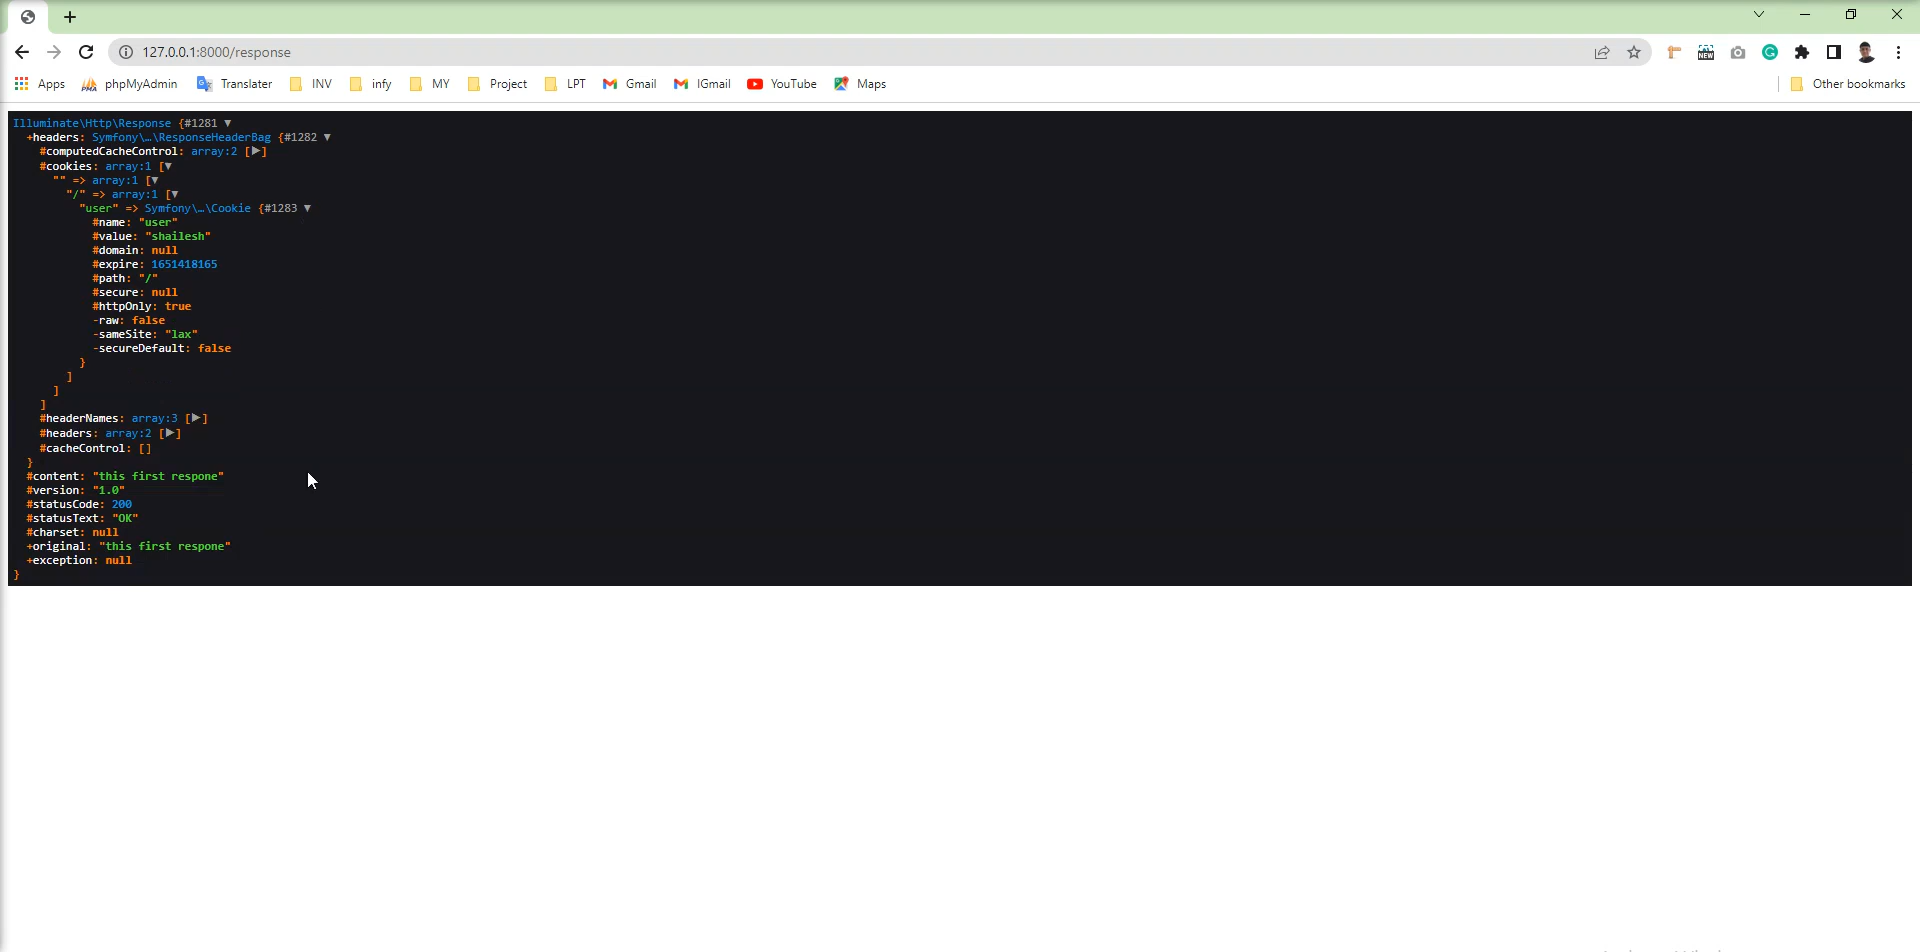 127.0.0.1:8000/response
Apps phpMyAdmin Translater INV infy MY Project LPT Gmail IGmail YouTube Maps Other bookmarks
NEW
Illuminate\Http\Response {#1281 ▼
+headers: Symfony\…\ResponseHeaderBag {#1282 ▼
#computedCacheControl: array:2 [▶]
#cookies: array:1 [▼
"" => array:1 [▼
"/" => array:1 [▼
"user" => Symfony\…\Cookie {#1283 ▼
#name: "user"
#value: "shailesh"
#domain: null
#expire: 1651418165
#path: "/"
#secure: null
#httpOnly: true
-raw: false
-sameSite: "lax"
-secureDefault: false
}
]
]
]
#headerNames: array:3 [▶]
#headers: array:2 [▶]
#cacheControl: []
}
#content: "this first respone"
#version: "1.0"
#statusCode: 200
#statusText: "OK"
#charset: null
+original: "this first respone"
+exception: null
}